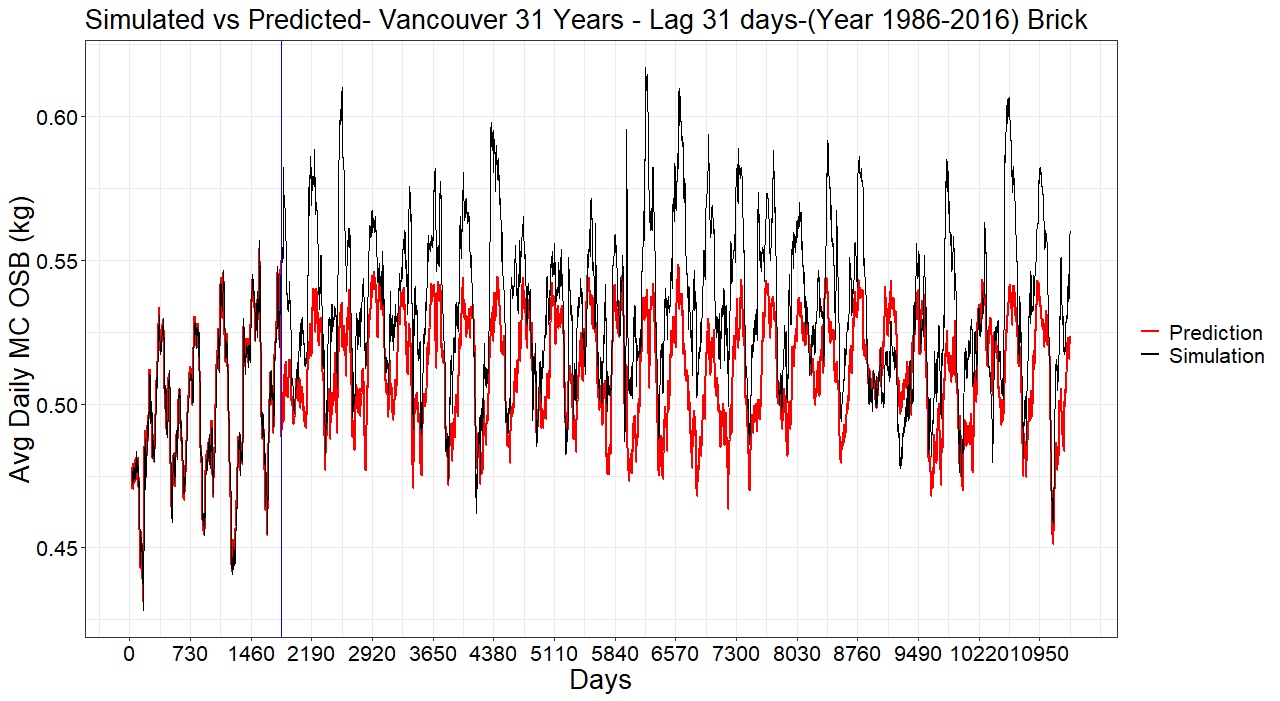 Simulated vs Predicted- Vancouver 31 Years - Lag 31 days-(Year 1986-2016) Brick
Avg Daily MC OSB (kg)
0.60
0.55
0.50
0.45
0 730 1460 2190 2920 3650 4380 5110 5840 6570 7300 8030 8760 9490 10220 10950
Days
Prediction
Simulation